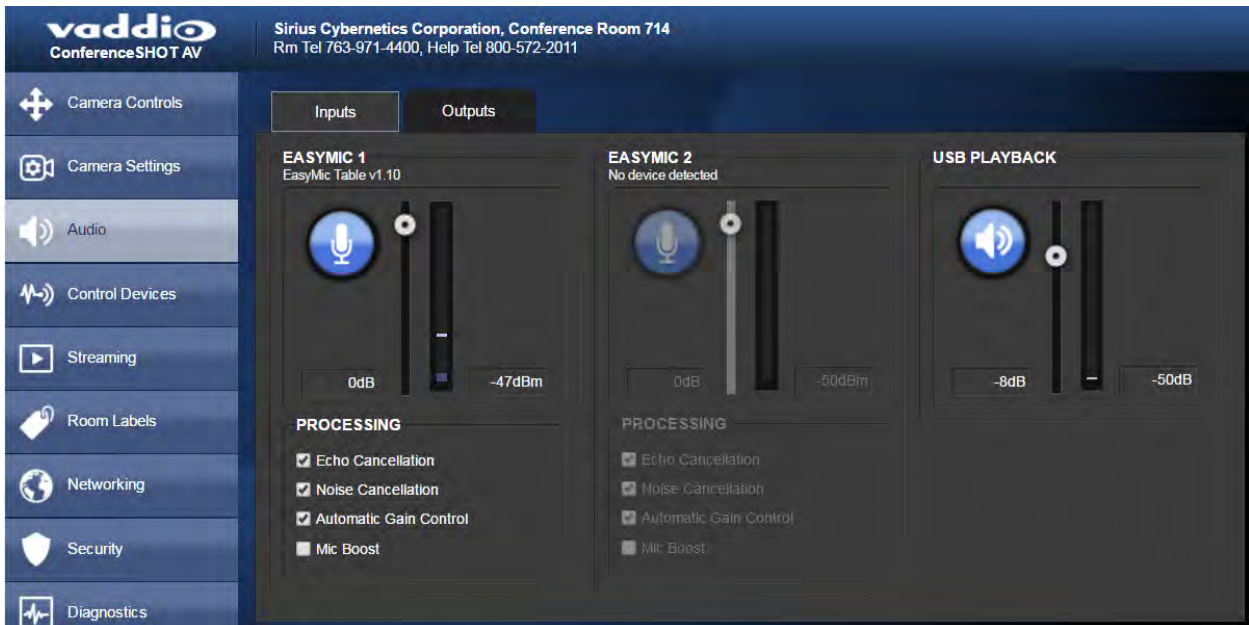 vaddio
ConferenceSHOT AV
Sirius Cybernetics Corporation, Conference Room 714
Rm Tel 763-971-4400, Help Tel 800-572-2011
Camera Controls
Camera Settings
Audio
Control Devices
Streaming
Room Labels
Networking
Security
Diagnostics
Inputs
Outputs
EASYMIC 1
EasyMic Table v1.10
0dB
-47dBm
PROCESSING
Echo Cancellation
Noise Cancellation
Automatic Gain Control
Mic Boost
EASYMIC 2
No device detected
0dB
-50dBm
PROCESSING
Echo Cancellation
Noise Cancellation
Automatic Gain Control
Mic Boost
USB PLAYBACK
-8dB
-50dB